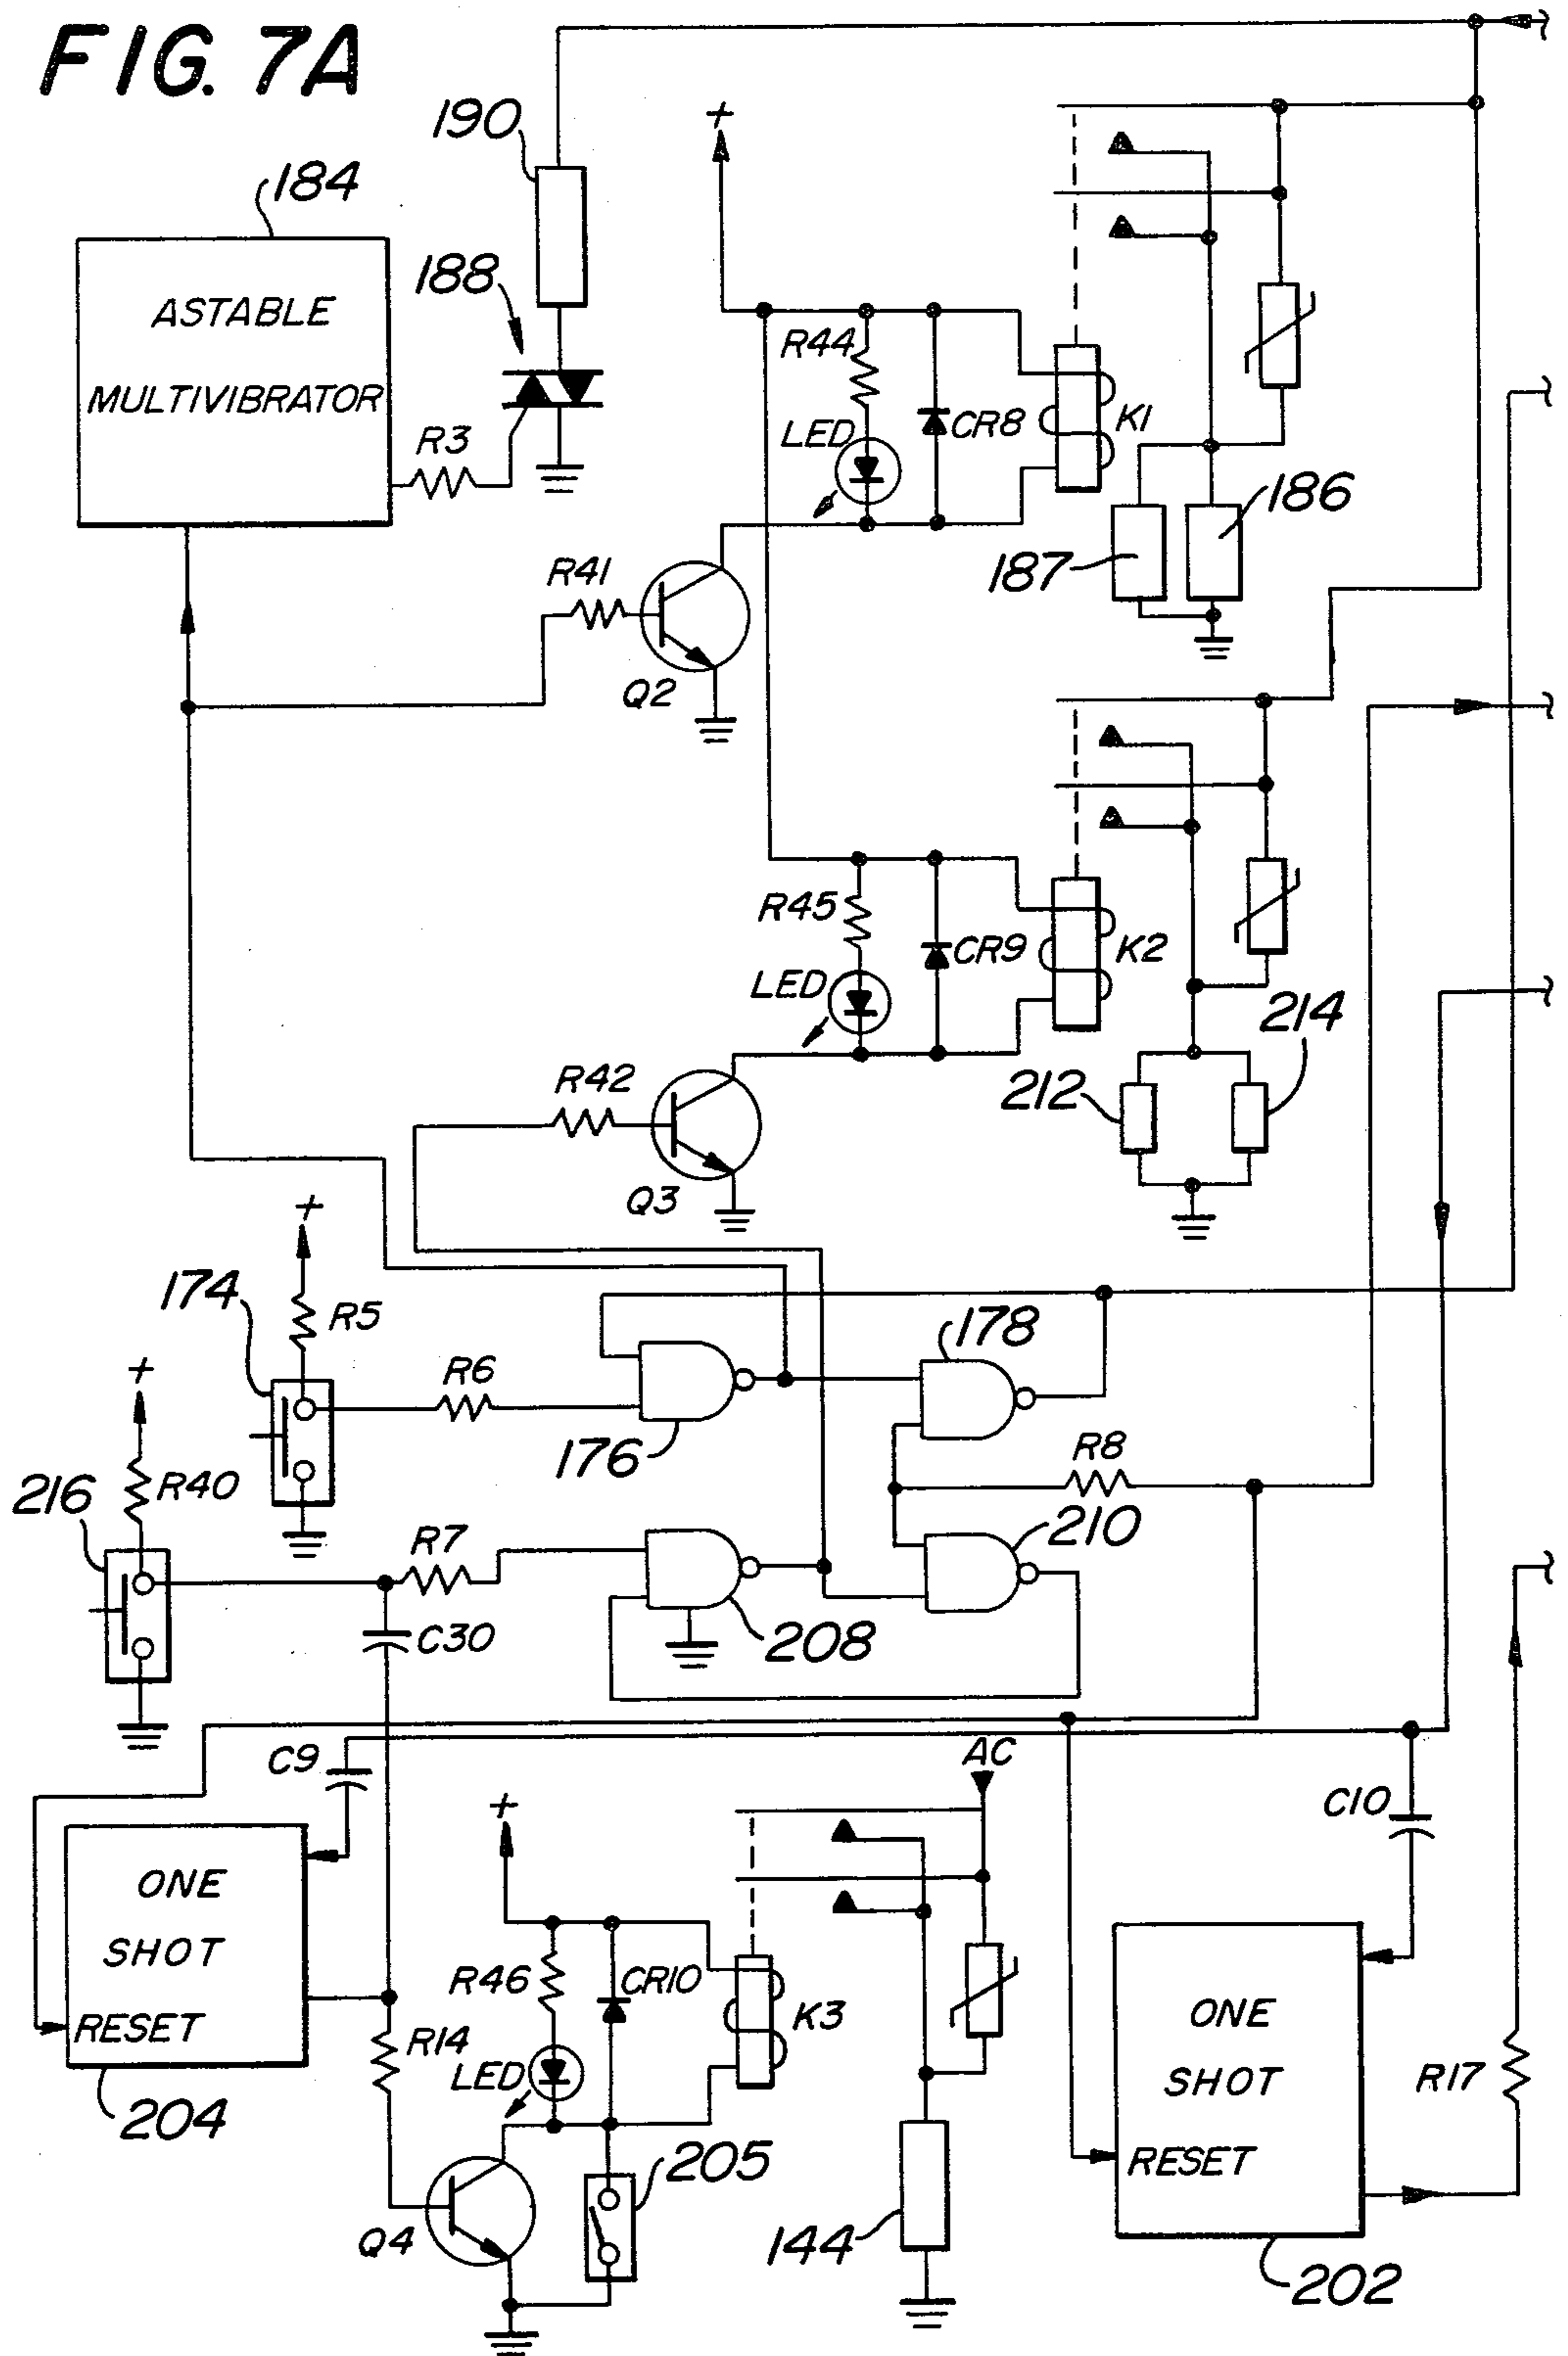 FIG. 7A
190
+
184
188
ASTABLE
MULTIVIBRATOR
R44
R3
LED
CR8
K1
186
187
R41
Q2
R45
CR9
K2
LED
214
212
R42
Q3
+
174
R5
178
+
R6
176
R8
216
R40
210
R7
208
C30
C9
AC
C10
+
ONE
SHOT
RESET
R46
CR10
K3
R14
LED
ONE
SHOT
RESET
R17
204
205
Q4
144
202